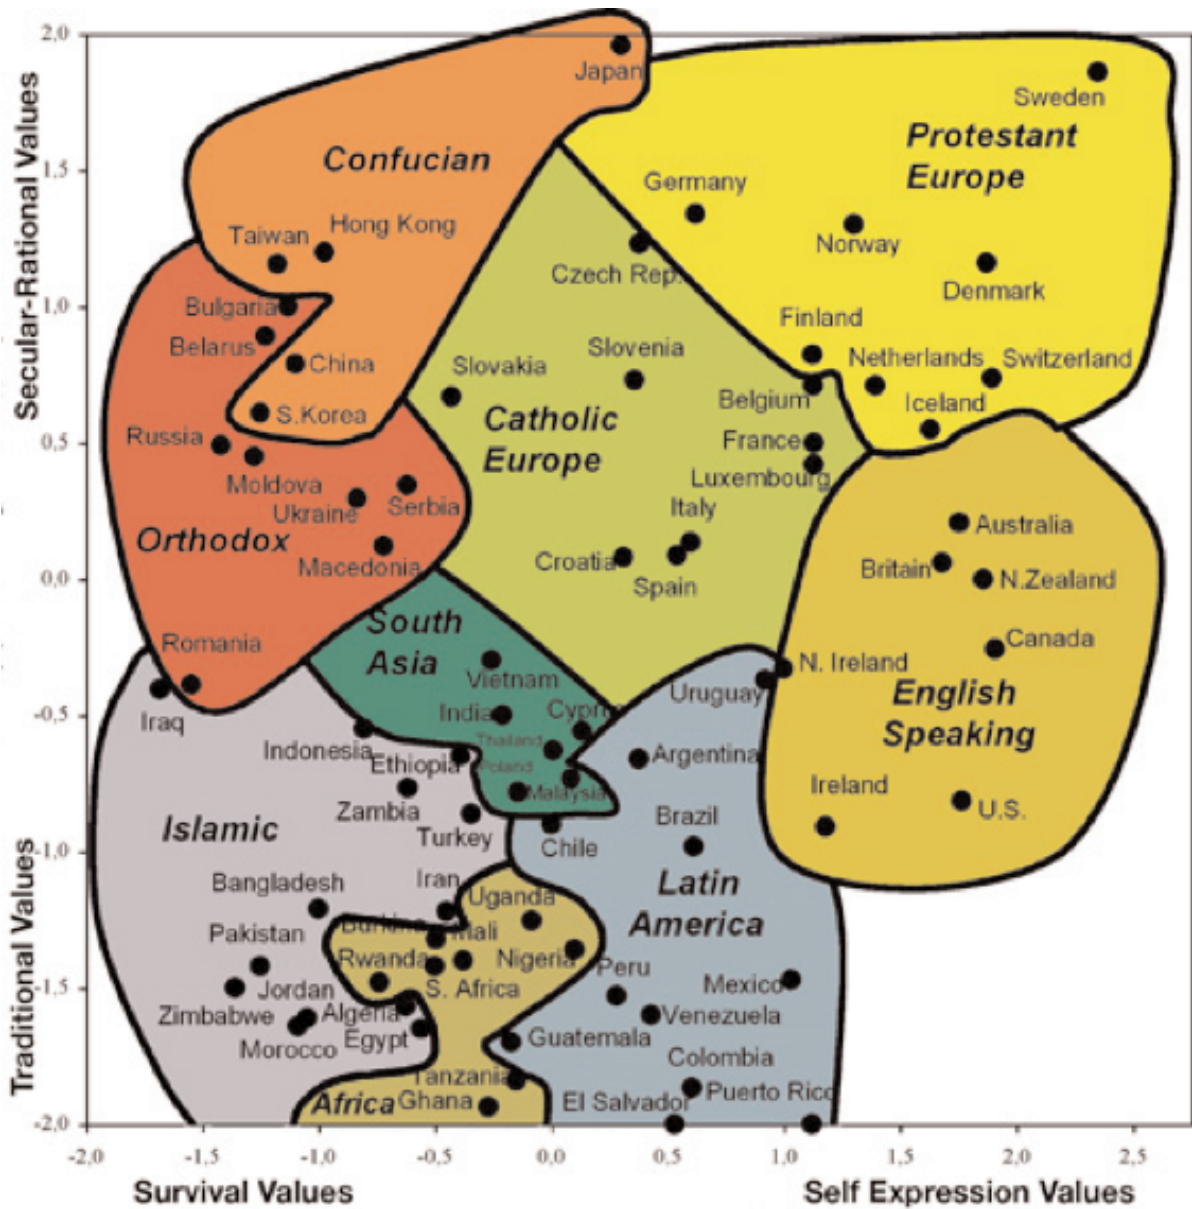 2,0
Japan
Sweden
Secular-Rational Values
Protestant
Europe
Confucian
1,5
Germany
Hong Kong
Taiwan
Norway
Czech Rep.
Denmark
Bulgaria
1,0
Finland
Belarus
Slovenia
Netherlands
Switzerland
China
Slovakia
Belgium
Iceland
S.Korea
Catholic
Europe
Russia
0,5
France
Moldova
Luxembourg
Ukraine
Serbia
Italy
Orthodox
Australia
Macedonia
Croatia
Britain
0,0
N.Zealand
Spain
South
Asia
Romania
Canada
Vietnam
N. Ireland
Uruguay
English
Speaking
Iraq
-0,5
India
Indonesia
Thailand
Argentina
Ethiopia
Poland
Ireland
Malaysia
Zambia
U.S.
Islamic
Turkey
Brazil
Chile
-1,0
Traditional Values
Bangladesh
Iran
Latin
America
Uganda
Pakistan
Mali
Rwanda
Nigeria
Peru
Jordan
S. Africa
Mexico
-1,5
Zimbabwe
Algeria
Venezuela
Morocco
Egypt
Guatemala
Colombia
Tanzania
Puerto Rico
Africa
Ghana
El Salvador
-2,0
-2,0 -1,5 -1,0 -0,5 0,0 0,5 1,0 1,5 2,0 2,5
Survival Values Self Expression Values